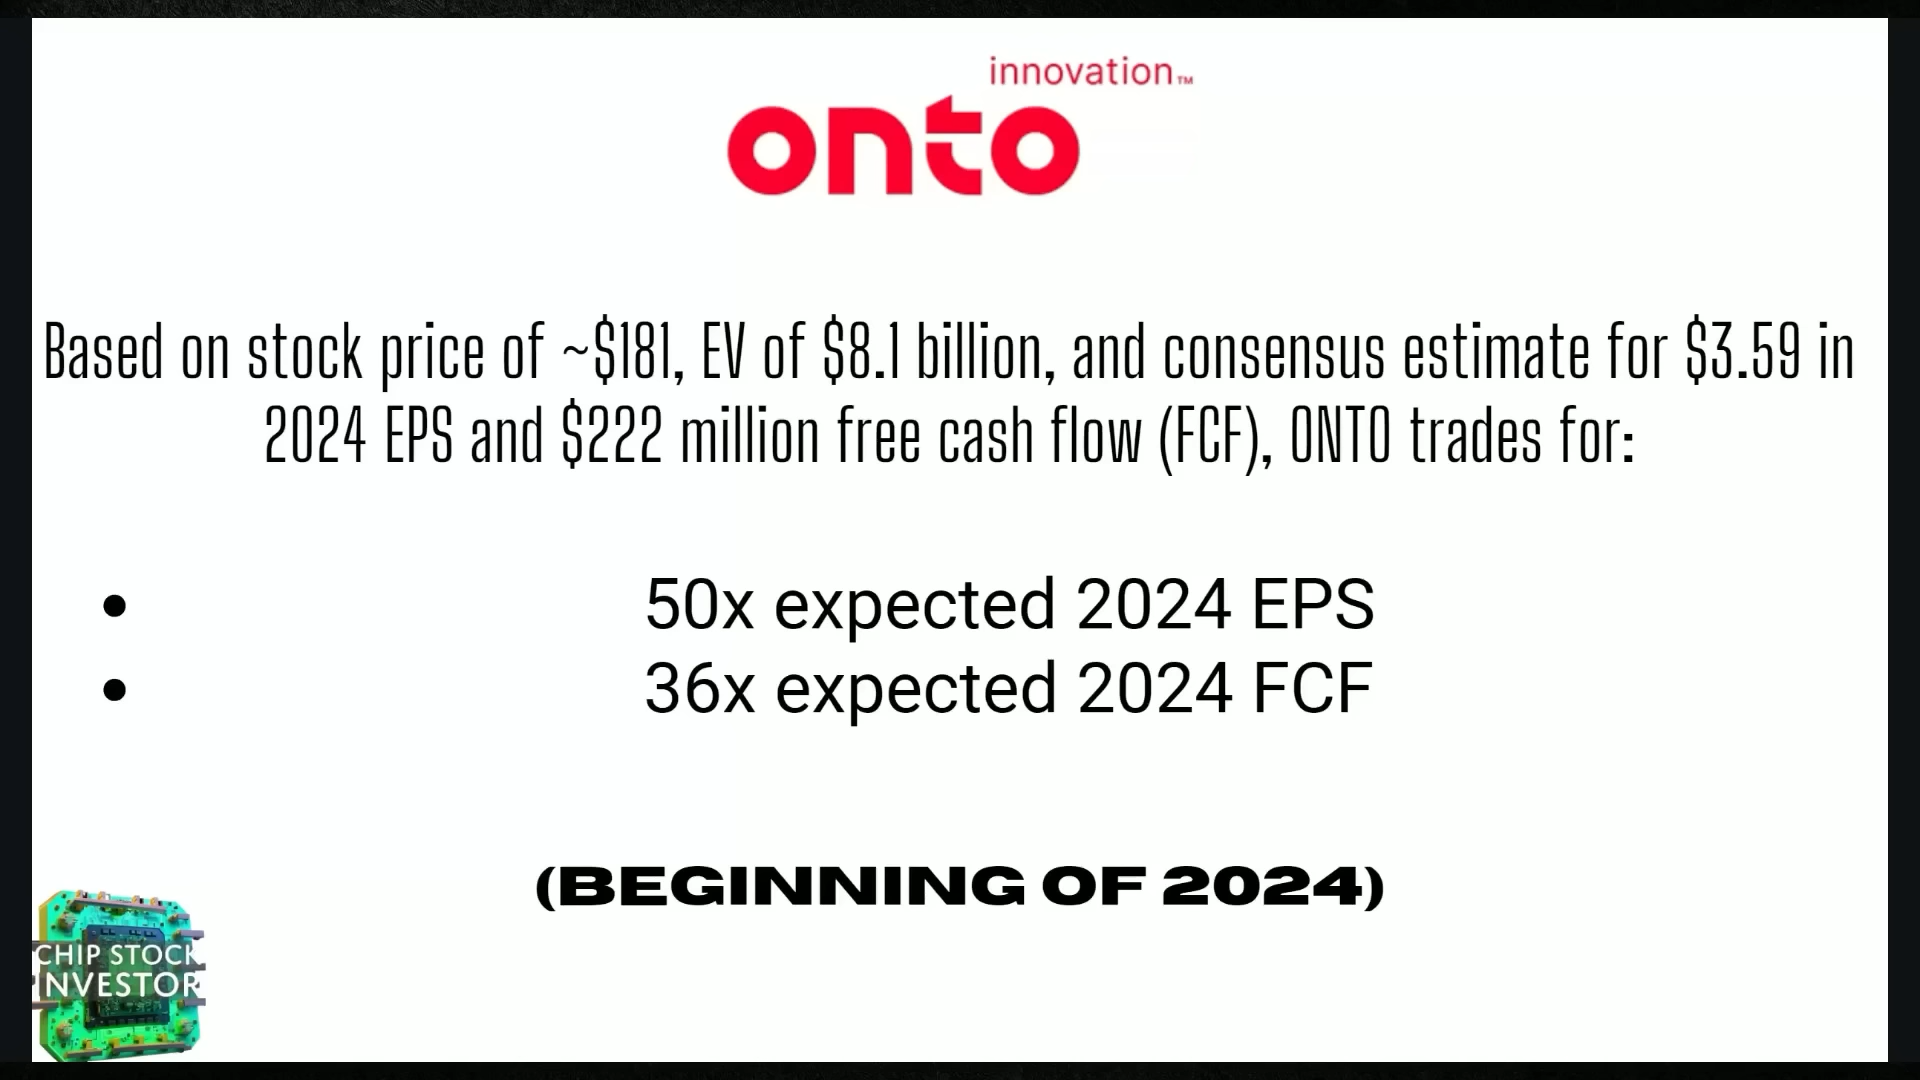 innovation™
onto
Based on stock price of ~$181, EV of $8.1 billion, and consensus estimate for $3.59 in
2024 EPS and $222 million free cash flow (FCF), ONTO trades for:
• 50x expected 2024 EPS
• 36x expected 2024 FCF
(BEGINNING OF 2024)
CHIP STOCK
INVESTOR